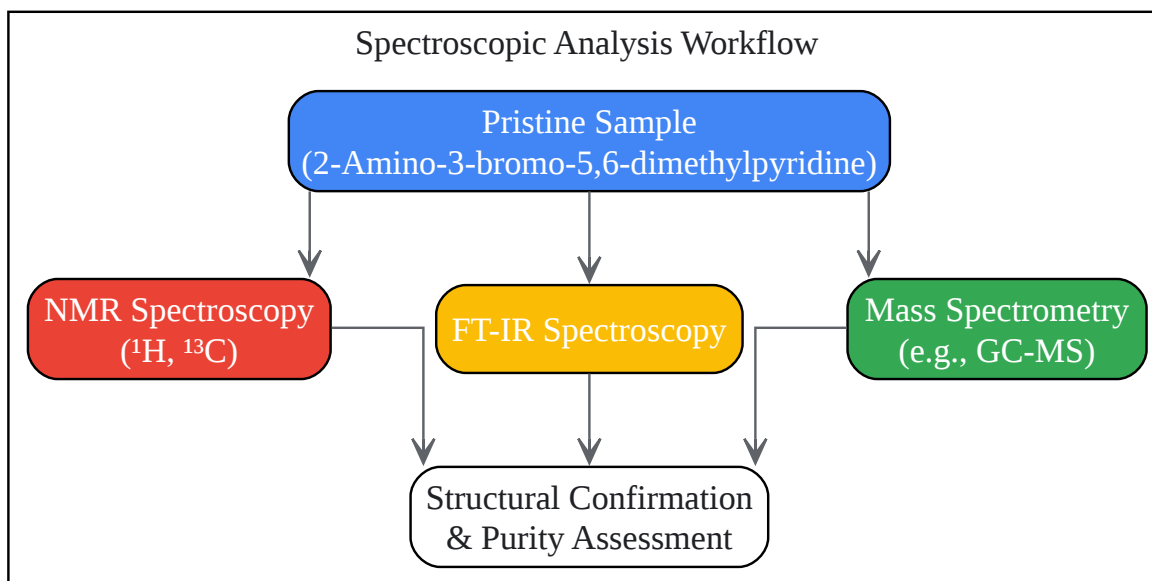 Spectroscopic Analysis Workflow
Pristine Sample
(2-Amino-3-bromo-5,6-dimethylpyridine)
NMR Spectroscopy
(¹H, ¹³C)
FT-IR Spectroscopy
Mass Spectrometry
(e.g., GC-MS)
Structural Confirmation
& Purity Assessment